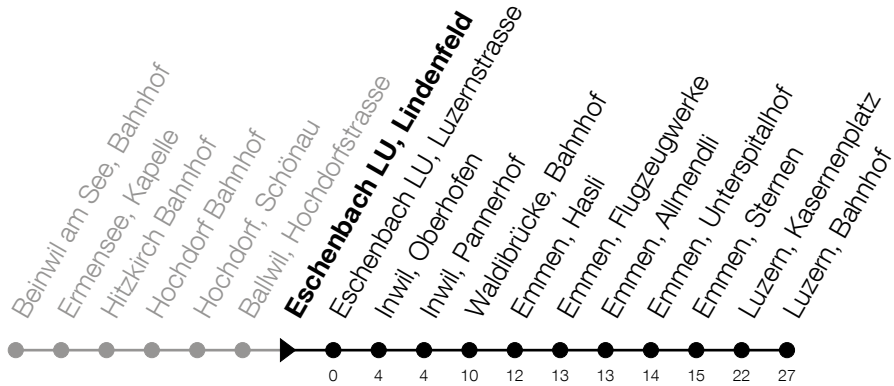 Beinwil am See, Bahnhof
Ermensee, Kapelle
Hitzkirch Bahnhof
Hochdorf Bahnhof
Hochdorf, Schönau
Ballwil, Hochdorfstrasse
Eschenbach LU, Lindenfeld
Eschenbach LU, Luzernstrasse
Inwil, Oberhofen
Inwil, Pannerhof
Waldibrücke, Bahnhof
Emmen, Hasli
Emmen, Flugzeugwerke
Emmen, Allmendli
Emmen, Unterspitalhof
Emmen, Sternen
Luzern, Kasernenplatz
Luzern, Bahnhof
0 4 4 10 12 13 13 14 15 22 27